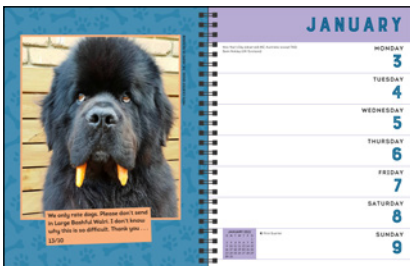 We only rate dogs. Please don't send
in Large Bashful Walri. I don't know
why this is so difficult. Thank you . . .
13/10
JANUARY
MONDAY
3
TUESDAY
4
WEDNESDAY
5
THURSDAY
6
FRIDAY
7
SATURDAY
8
SUNDAY
9